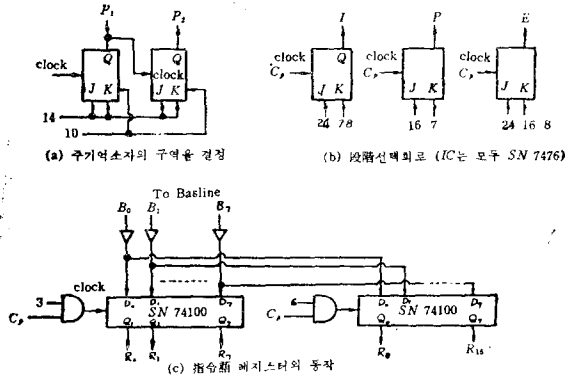 P₁ P₂
Q Q
clock clock
J K J K
14
10
(a) 주기억소자의 구역을 결정
I P E
clock clock clock
Cₚ Cₚ Cₚ
Q
J K
24 78 16 7 24 16 8
(b) 段階선택회로 (IC는 모두 SN 7476)
To Basline
B₀ B₁ B₇
clock
3 D₀ D₁ D₇ 6 D₀ D₁ D₇
Cₚ SN 74100 Cₚ SN 74100
Q₁ Q₇
R₀ R₁ R₇ R₈ R₁₅
(c) 指令語 레지스터의 동작